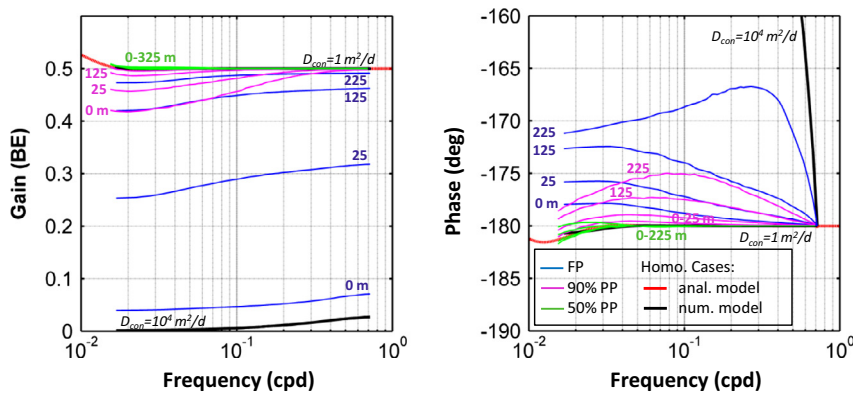 0-325 m
D_con=1 m²/d
0.5
125
225
25
125
0 m
0.4
Gain (BE)
0.3
25
0.2
0.1
0 m
D_con=10⁴ m²/d
0
10⁻²
10⁻¹
10⁰
Frequency (cpd)
-160
D_con=10⁴ m²/d
-165
-170
225
125
-175
225
25
125
0 m
0-25 m
-180
0-225 m
D_con=1 m²/d
Phase (deg)
-185
FP
Homo. Cases:
90% PP
anal. model
50% PP
num. model
-190
10⁻²
10⁻¹
10⁰
Frequency (cpd)